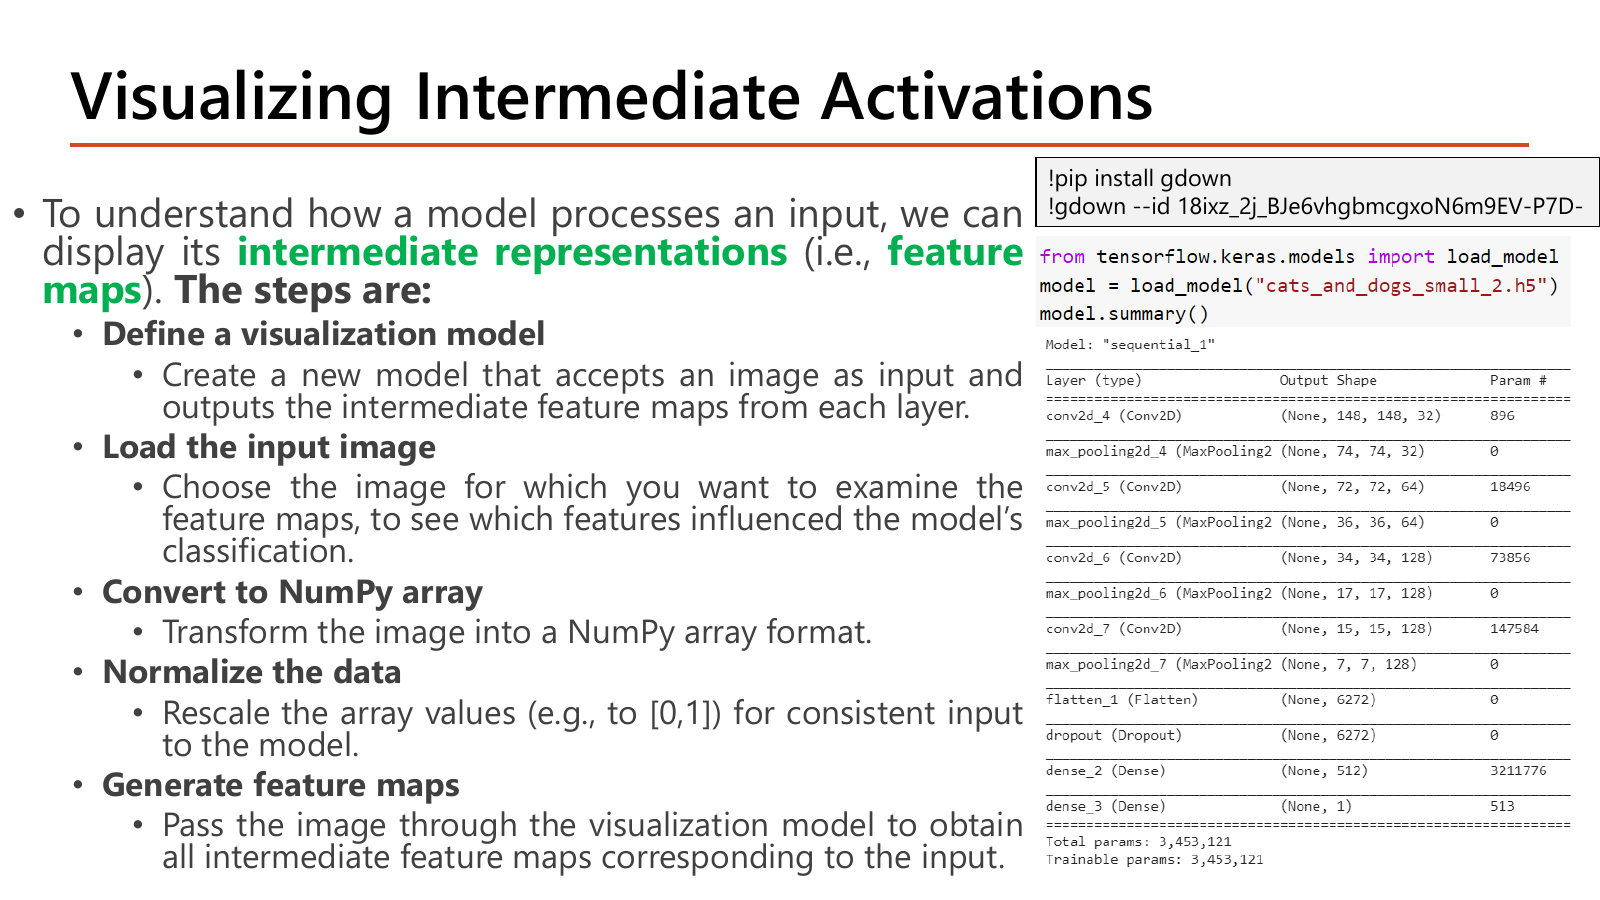 Visualizing Intermediate Activations
• To understand how a model processes an input, we can
display its intermediate representations (i.e., feature
maps). The steps are:
• Define a visualization model
• Create a new model that accepts an image as input and
outputs the intermediate feature maps from each layer.
• Load the input image
• Choose the image for which you want to examine the
feature maps, to see which features influenced the model’s
classification.
• Convert to NumPy array
• Transform the image into a NumPy array format.
• Normalize the data
• Rescale the array values (e.g., to [0,1]) for consistent input
to the model.
• Generate feature maps
• Pass the image through the visualization model to obtain
all intermediate feature maps corresponding to the input.
!pip install gdown
!gdown --id 18ixz_2j_BJe6vhgbmcgxoN6m9EV-P7D-
from tensorflow.keras.models import load_model
model = load_model("cats_and_dogs_small_2.h5")
model.summary()
Model: "sequential_1"
Layer (type) Output Shape Param #
=================================================================
conv2d_4 (Conv2D) (None, 148, 148, 32) 896
max_pooling2d_4 (MaxPooling2 (None, 74, 74, 32) 0
conv2d_5 (Conv2D) (None, 72, 72, 64) 18496
max_pooling2d_5 (MaxPooling2 (None, 36, 36, 64) 0
conv2d_6 (Conv2D) (None, 34, 34, 128) 73856
max_pooling2d_6 (MaxPooling2 (None, 17, 17, 128) 0
conv2d_7 (Conv2D) (None, 15, 15, 128) 147584
max_pooling2d_7 (MaxPooling2 (None, 7, 7, 128) 0
flatten_1 (Flatten) (None, 6272) 0
dropout (Dropout) (None, 6272) 0
dense_2 (Dense) (None, 512) 3211776
dense_3 (Dense) (None, 1) 513
=================================================================
Total params: 3,453,121
Trainable params: 3,453,121